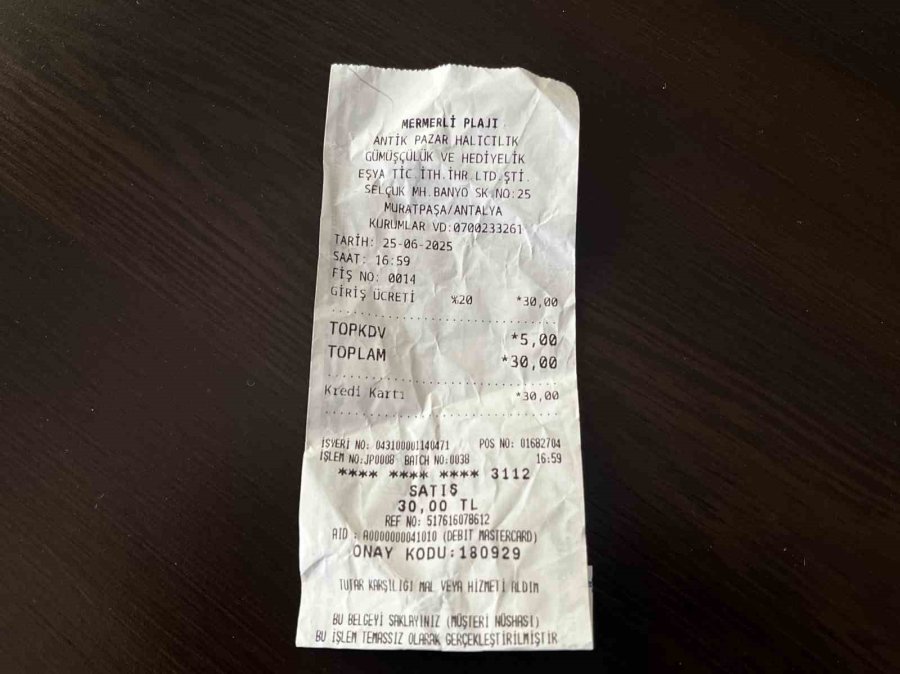 MERMERLİ PLAJI
ANTİK PAZAR HALICILIK
GÜMÜŞÇÜLÜK VE HEDİYELİK
EŞYA TİC İTH.İHR.LTD.ŞTİ.
SELÇUK MH.BANYO SK.NO:25
MURATPAŞA/ANTALYA
KURUMLAR VD:0700233261
TARİH: 25-06-2025
SAAT: 16:59
FİŞ NO: 0014
GİRİŞ ÜCRETİ %20 *30,00
TOPKDV *5,00
TOPLAM *30,00
Kredi Kartı *30,00
İŞYERİ NO: 043100001140471 POS NO: 01682704
İŞLEM NO:JP0008 BATCH NO:0038 16:59
**** **** **** 3112
SATIŞ
30,00 TL
REF NO: 517616078612
AID : A0000000041010 (DEBIT MASTERCARD)
ONAY KODU:180929
TUTAR KARŞILIGI MAL VEYA HİZMETİ ALDIM
BU BELGEYİ SAKLAYINIZ (MÜŞTERİ NÜSHASI)
BU İŞLEM TEMASSIZ OLARAK GERÇEKLEŞTİRİLMİŞTİR